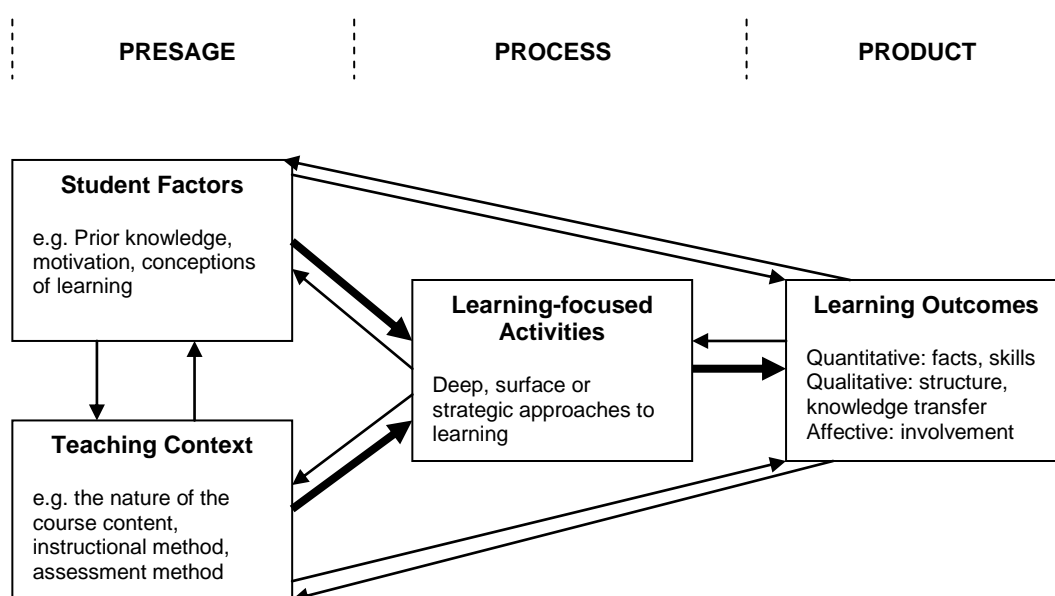 PRESAGE
PROCESS
PRODUCT
Student Factors
e.g. Prior knowledge,
motivation, conceptions
of learning
Learning-focused
Activities
Deep, surface or
strategic approaches to
learning
Learning Outcomes
Quantitative: facts, skills
Qualitative: structure,
knowledge transfer
Affective: involvement
Teaching Context
e.g. the nature of the
course content,
instructional method,
assessment method